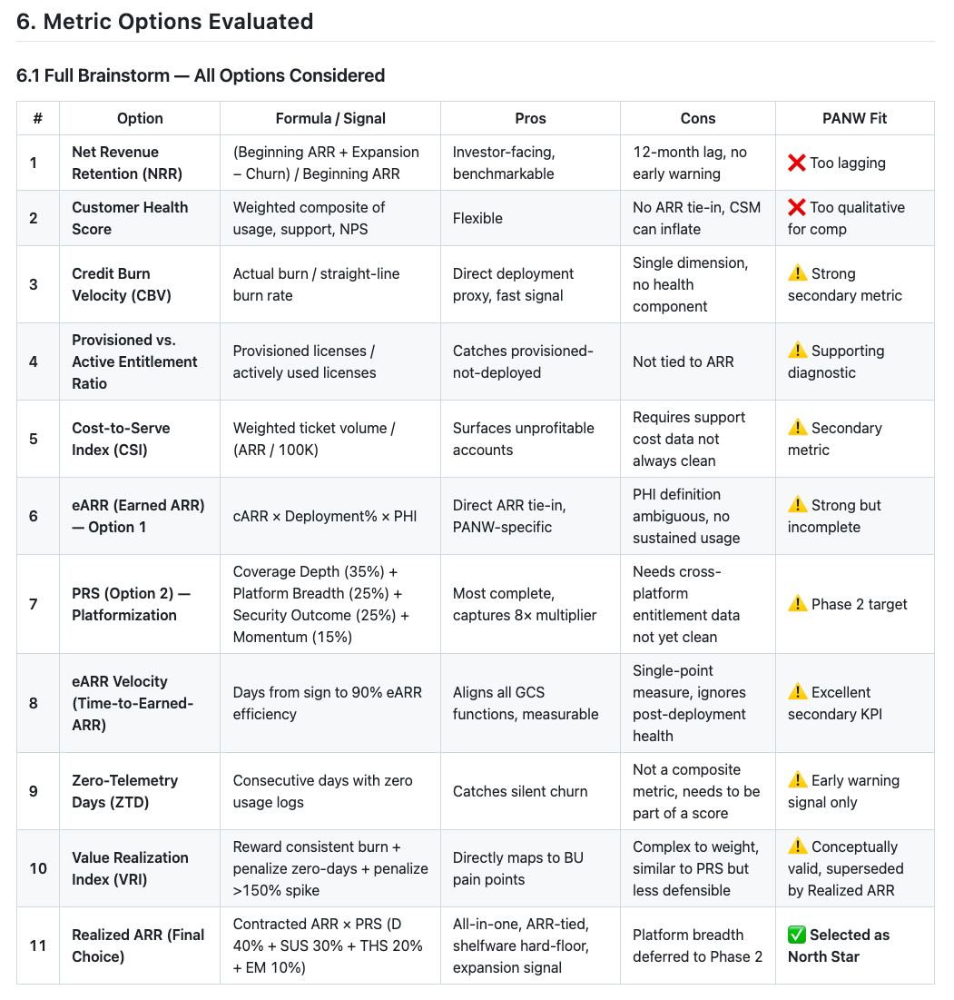 6. Metric Options Evaluated
6.1 Full Brainstorm — All Options Considered
# Option Formula / Signal Pros Cons PANW Fit
1
Net Revenue
Retention (NRR)
(Beginning ARR + Expansion
– Churn) / Beginning ARR
Investor-facing,
benchmarkable
12-month lag, no
early warning
❌ Too lagging
2
Customer Health
Score
Weighted composite of
usage, support, NPS
Flexible
No ARR tie-in, CSM
can inflate
❌ Too qualitative
for comp
3
Credit Burn
Velocity (CBV)
Actual burn / straight-line
burn rate
Direct deployment
proxy, fast signal
Single dimension,
no health
component
⚠️ Strong
secondary metric
4
Provisioned vs.
Active Entitlement
Ratio
Provisioned licenses /
actively used licenses
Catches provisioned-
not-deployed
Not tied to ARR
⚠️ Supporting
diagnostic
5
Cost-to-Serve
Index (CSI)
Weighted ticket volume /
(ARR / 100K)
Surfaces unprofitable
accounts
Requires support
cost data not
always clean
⚠️ Secondary
metric
6
eARR (Earned ARR)
— Option 1
cARR × Deployment% × PHI
Direct ARR tie-in,
PANW-specific
PHI definition
ambiguous, no
sustained usage
⚠️ Strong but
incomplete
7
PRS (Option 2) —
Platformization
Coverage Depth (35%) +
Platform Breadth (25%) +
Security Outcome (25%) +
Momentum (15%)
Most complete,
captures 8× multiplier
Needs cross-
platform
entitlement data
not yet clean
⚠️ Phase 2 target
8
eARR Velocity
(Time-to-Earned-
ARR)
Days from sign to 90% eARR
efficiency
Aligns all GCS
functions, measurable
Single-point
measure, ignores
post-deployment
health
⚠️ Excellent
secondary KPI
9
Zero-Telemetry
Days (ZTD)
Consecutive days with zero
usage logs
Catches silent churn
Not a composite
metric, needs to be
part of a score
⚠️ Early warning
signal only
10
Value Realization
Index (VRI)
Reward consistent burn +
penalize zero-days + penalize
>150% spike
Directly maps to BU
pain points
Complex to weight,
similar to PRS but
less defensible
⚠️ Conceptually
valid, superseded
by Realized ARR
11
Realized ARR (Final
Choice)
Contracted ARR × PRS (D
40% + SUS 30% + THS 20%
+ EM 10%)
All-in-one, ARR-tied,
shelfware hard-floor,
expansion signal
Platform breadth
deferred to Phase 2
✅ Selected as
North Star